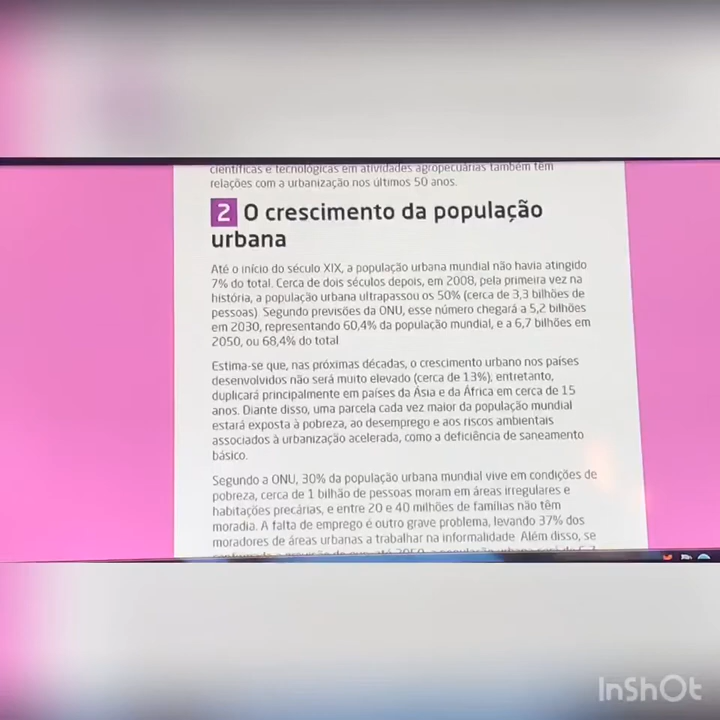 científicas e tecnológicas em atividades agropecuárias também têm
relações com a urbanização nos últimos 50 anos.
2 O crescimento da população
urbana
Até o início do século XIX, a população urbana mundial não havia atingido
7% do total. Cerca de dois séculos depois, em 2008, pela primeira vez na
história, a população urbana ultrapassou os 50% (cerca de 3,3 bilhões de
pessoas) Segundo previsões da ONU, esse número chegará a 5,2 bilhões
em 2030, representando 60,4% da população mundial, e a 6,7 bilhões em
2050, ou 68,4% do total
Estima-se que, nas próximas décadas, o crescimento urbano nos países
desenvolvidos não será muito elevado (cerca de 13%), entretanto,
duplicará principalmente em países da Ásia e da África em cerca de 15
anos. Diante disso, uma parcela cada vez maior da população mundial
estará exposta à pobreza, ao desemprego e aos riscos ambientais
associados à urbanização acelerada, como a deficiência de saneamento
básico.
Segundo a ONU, 30% da população urbana mundial vive em condições de
pobreza, cerca de 1 bilhão de pessoas moram em áreas irregulares e
habitações precárias, e entre 20 e 40 milhões de famílias não têm
moradia. A falta de emprego é outro grave problema, levando 37% dos
moradores de áreas urbanas a trabalhar na informalidade Além disso, se
InShOt